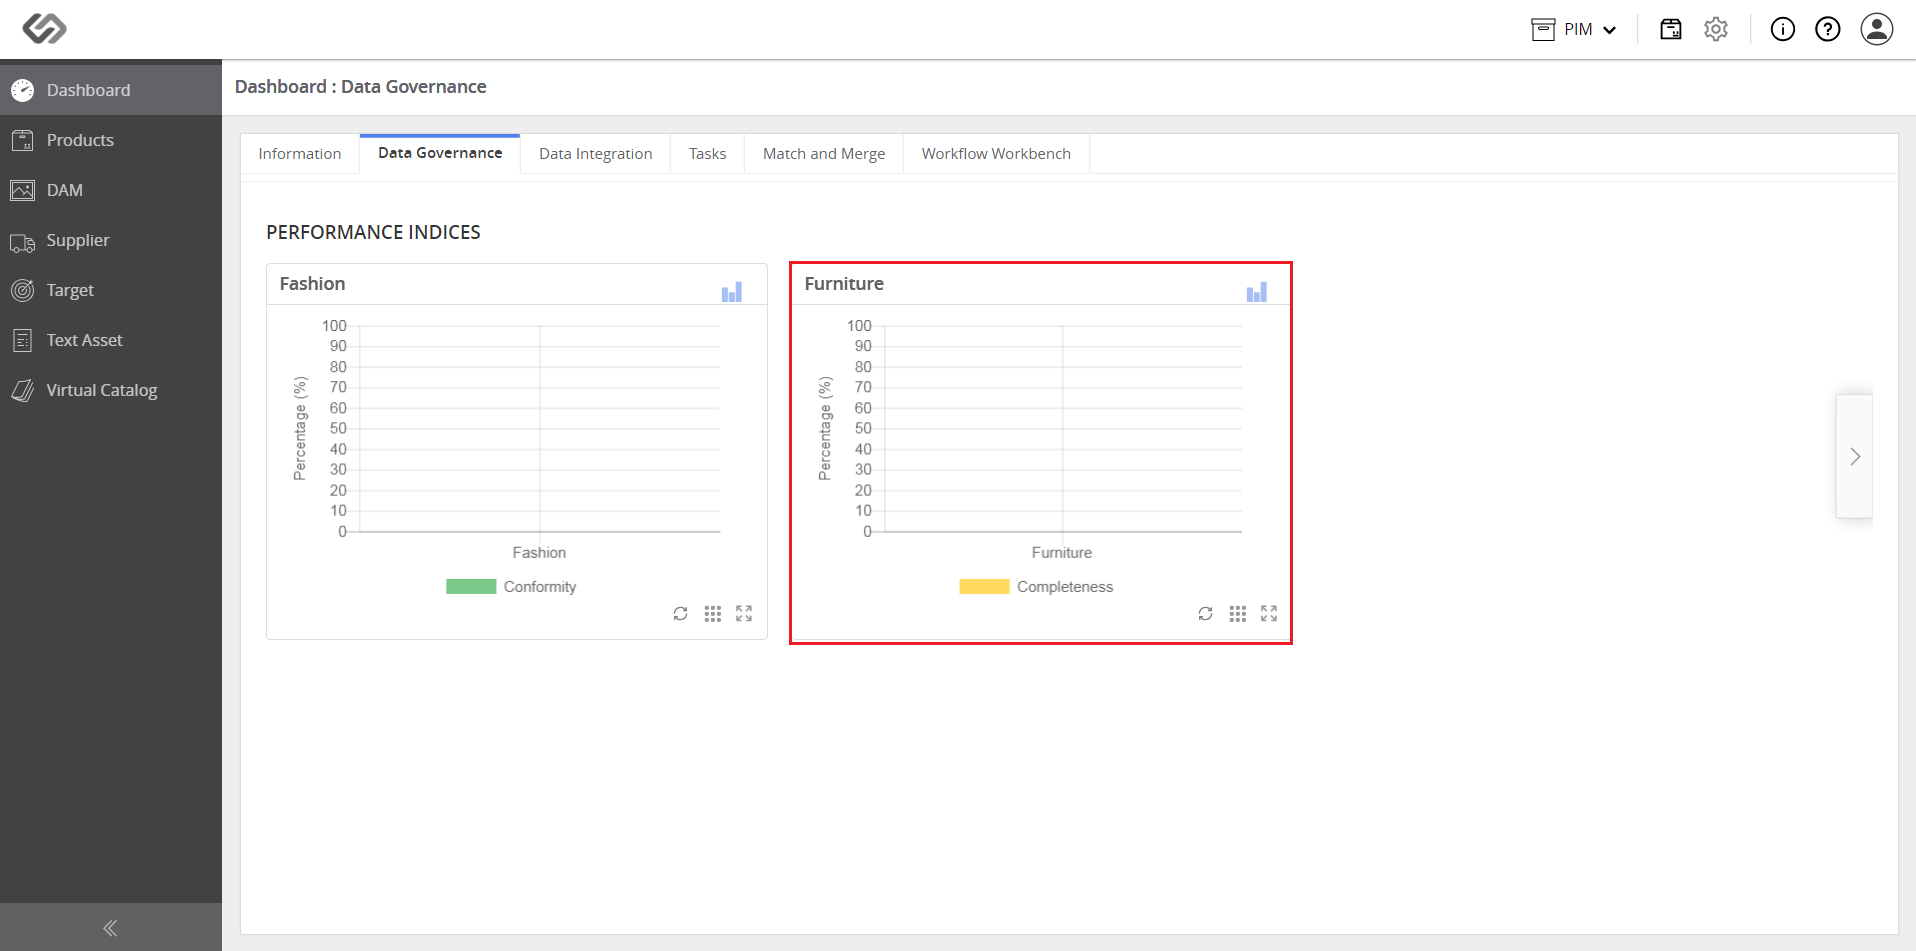 PIM
Dashboard
Products
DAM
Supplier
Target
Text Asset
Virtual Catalog
Dashboard : Data Governance
Information Data Governance Data Integration Tasks Match and Merge Workflow Workbench
PERFORMANCE INDICES
Fashion
Percentage (%)
100
90
80
70
60
50
40
30
20
10
0
Fashion
Conformity
Furniture
Percentage (%)
100
90
80
70
60
50
40
30
20
10
0
Furniture
Completeness